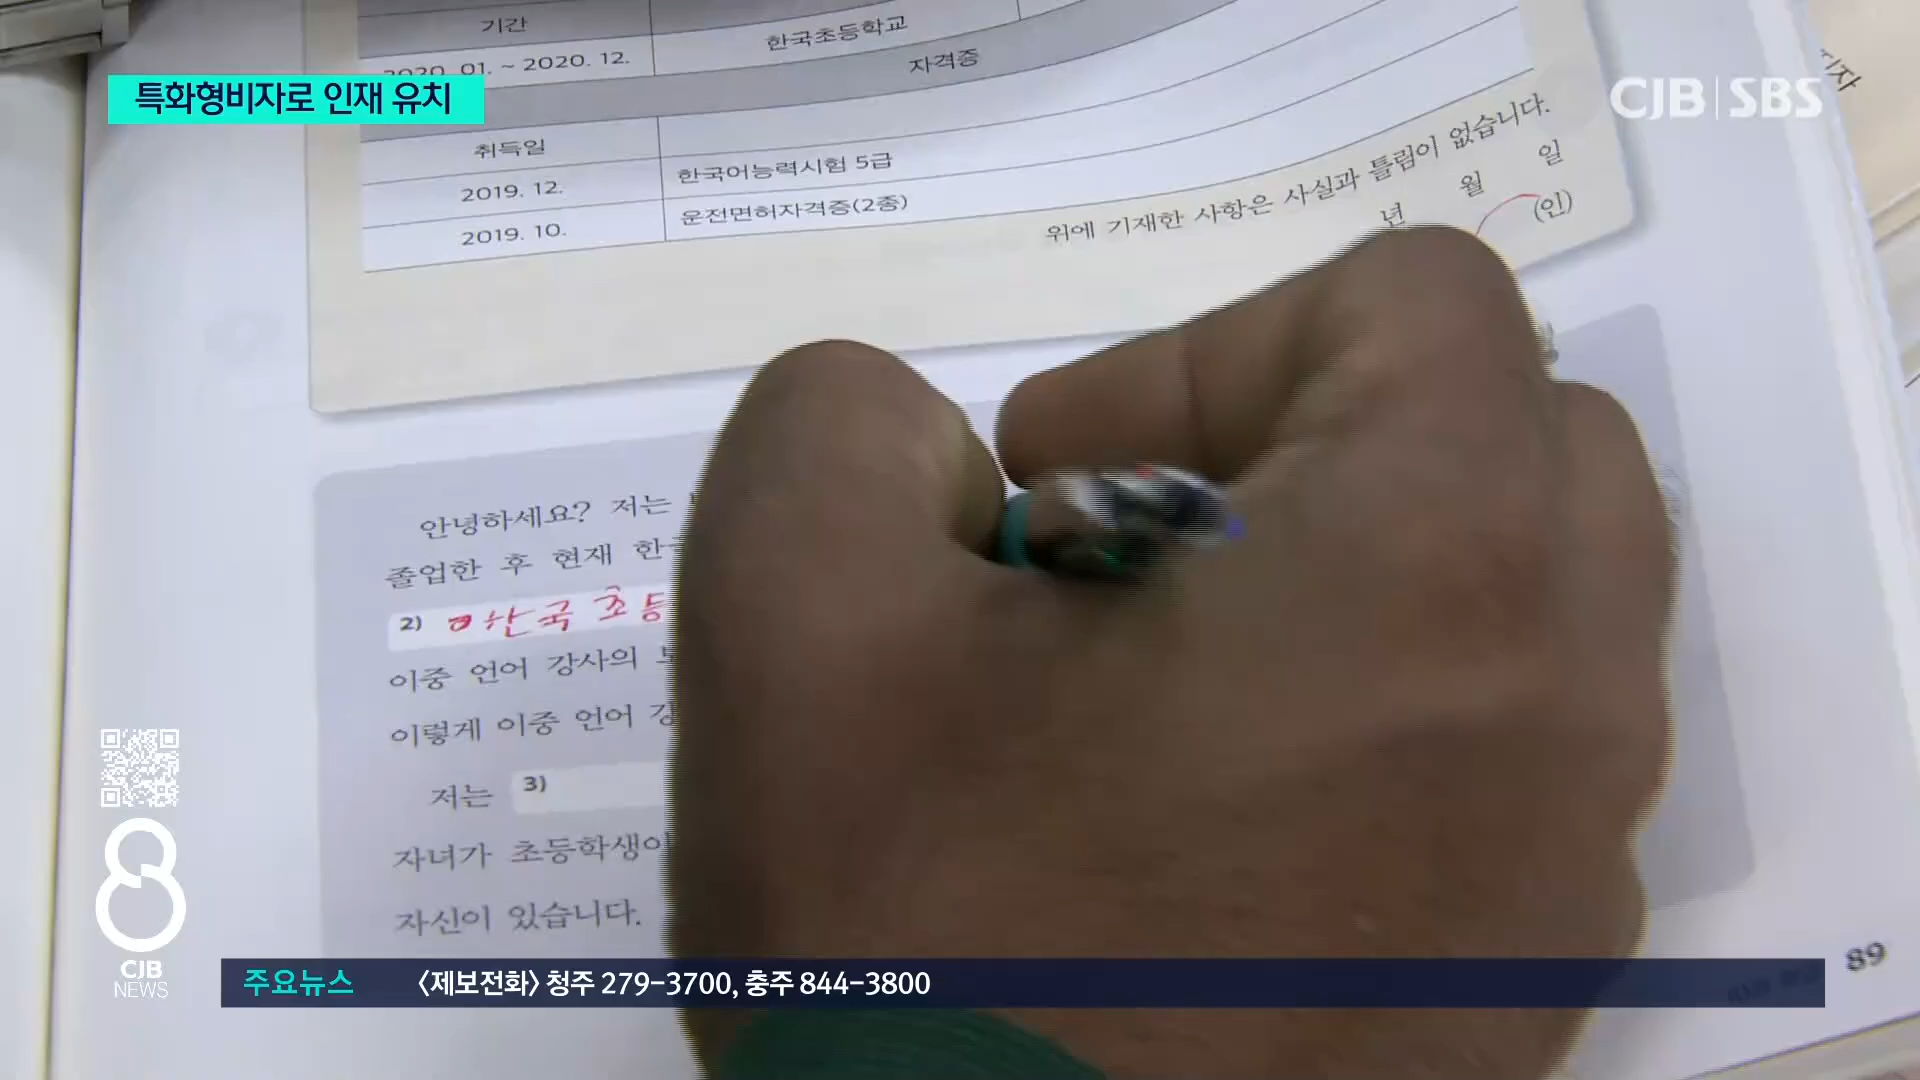 기간
2020. 01. ~ 2020. 12. 한국초등학교
자격증
특화형비자로 인재 유치
CJB SBS
취득일
2019. 12. 한국어능력시험 5급
2019. 10. 운전면허자격증(2종)
위에 기재한 사항은 사실과 틀림이 없습니다.
년 월 일
(인)
안녕하세요? 저는
졸업한 후 현재
2) 한국 초등
이중 언어 강사의
이렇게 이중 언어
저는 3)
자녀가 초등학생이
자신이 있습니다.
8
CJB
NEWS
주요뉴스 〈제보전화〉 청주 279-3700, 충주 844-3800
89